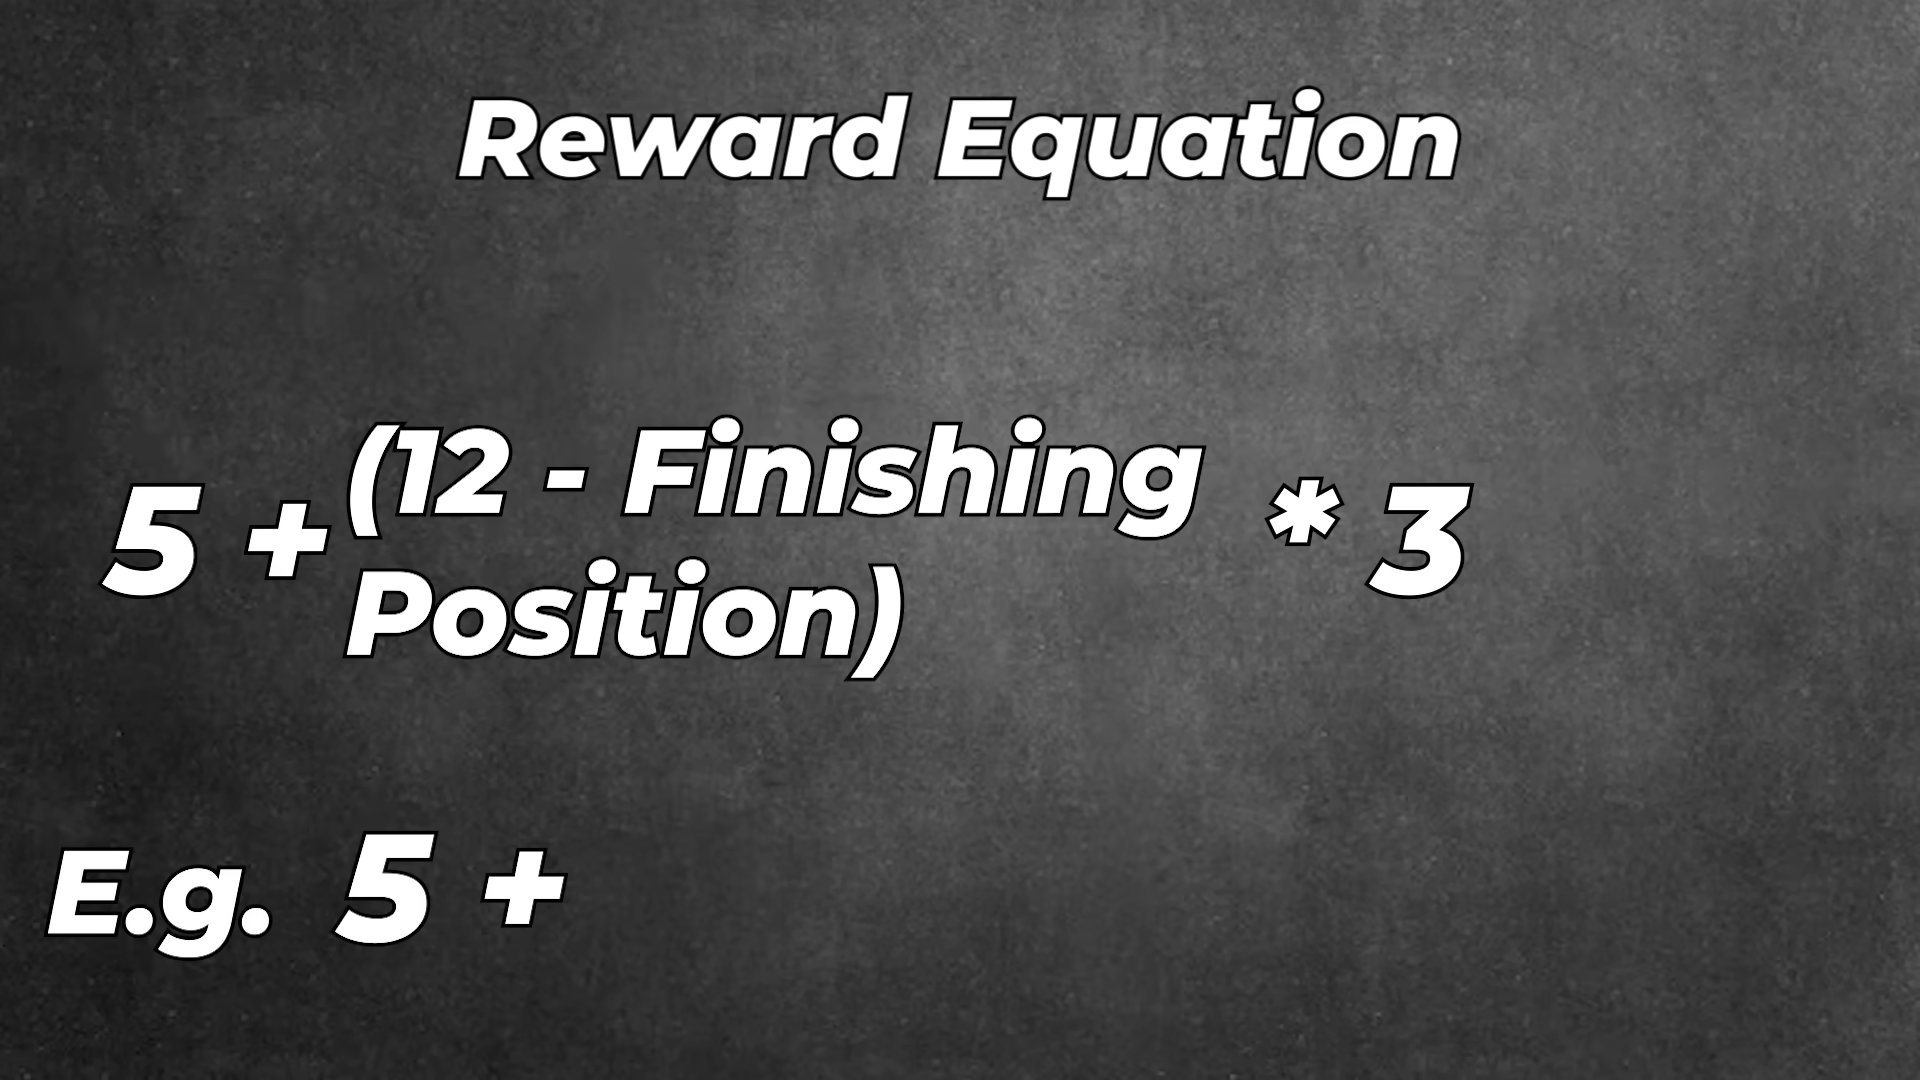 Reward Equation
5 + (12 - Finishing Position) * 3
E.g. 5 +